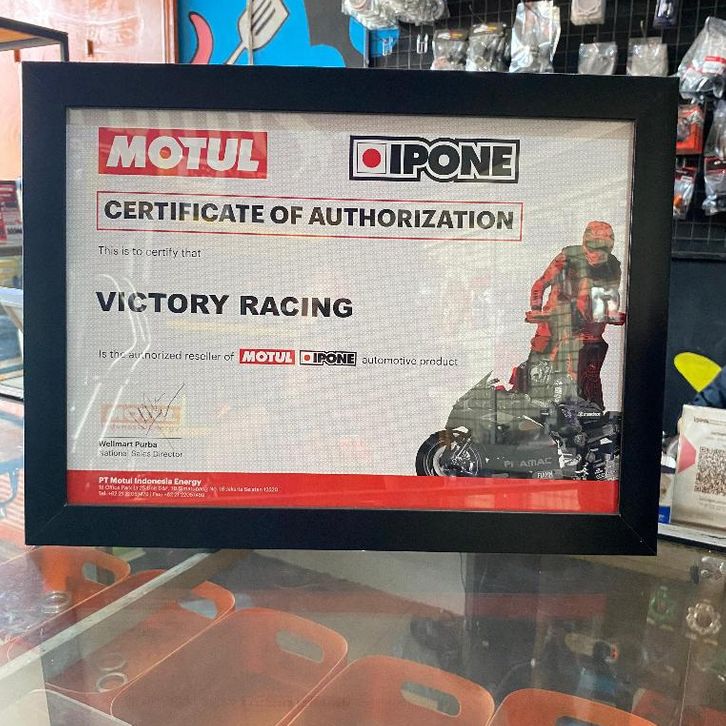 MOTUL
IPONE
CERTIFICATE OF AUTHORIZATION
This is to certify that
VICTORY RACING
Is the authorized reseller of MOTUL IPONE automotive product
Wellmart Purba
National Sales Director
PT Motul Indonesia Energy